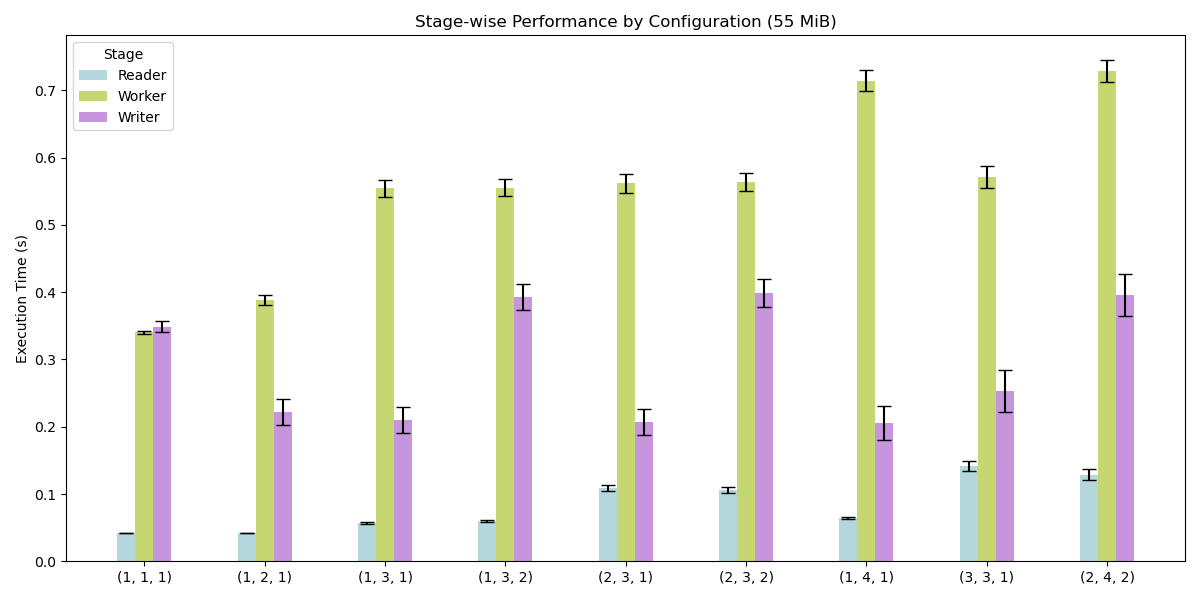 Stage-wise Performance by Configuration (55 MiB)
Stage
Reader
Worker
Writer
Execution Time (s)
0.7
0.6
0.5
0.4
0.3
0.2
0.1
0.0
(1, 1, 1)
(1, 2, 1)
(1, 3, 1)
(1, 3, 2)
(2, 3, 1)
(2, 3, 2)
(1, 4, 1)
(3, 3, 1)
(2, 4, 2)